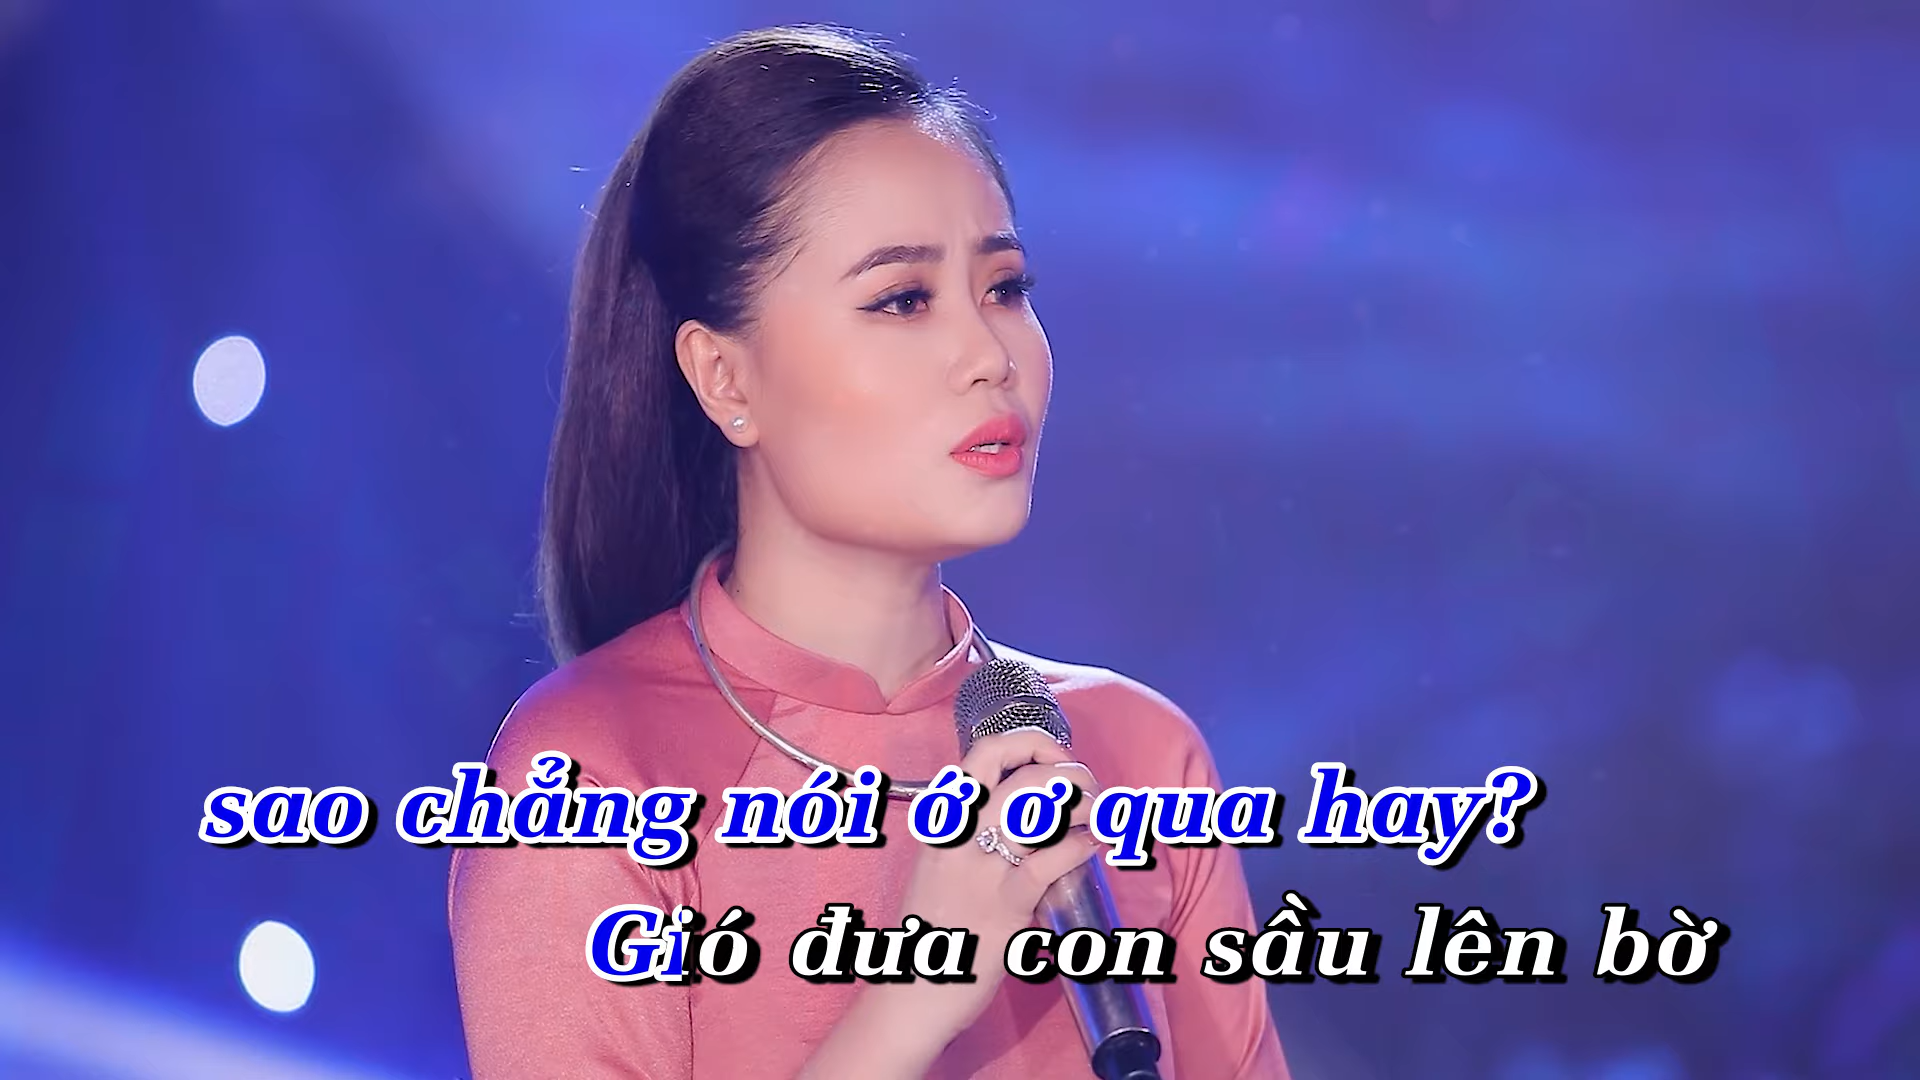 sao chẳng nói ớ ơ qua hay?
Gió đưa con sầu lên bờ